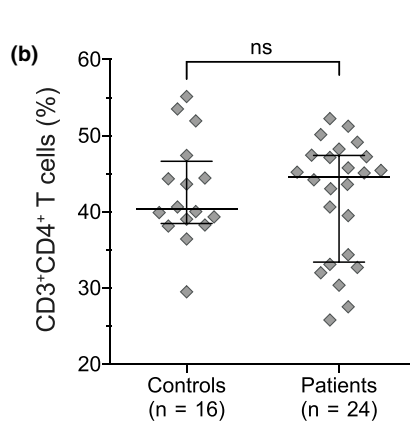 (b)
ns
CD3⁺CD4⁺ T cells (%)
60
50
40
30
20
Controls
(n = 16)
Patients
(n = 24)